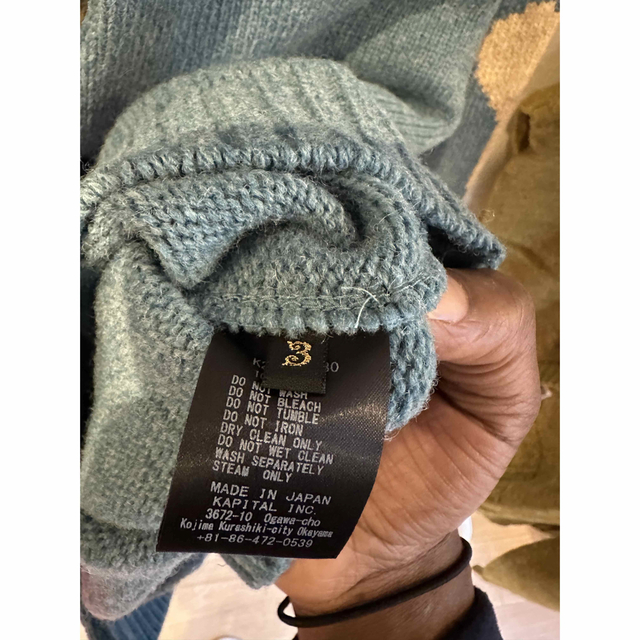 3
DO NOT WASH
DO NOT BLEACH
DO NOT TUMBLE
DO NOT IRON
DRY CLEAN ONLY
DO NOT WET CLEAN
WASH SEPARATELY
STEAM ONLY
MADE IN JAPAN
KAPITAL INC.
3672-10 Ogawa-cho
Kojima Kurashiki-city Okayama
+81-86-472-0539